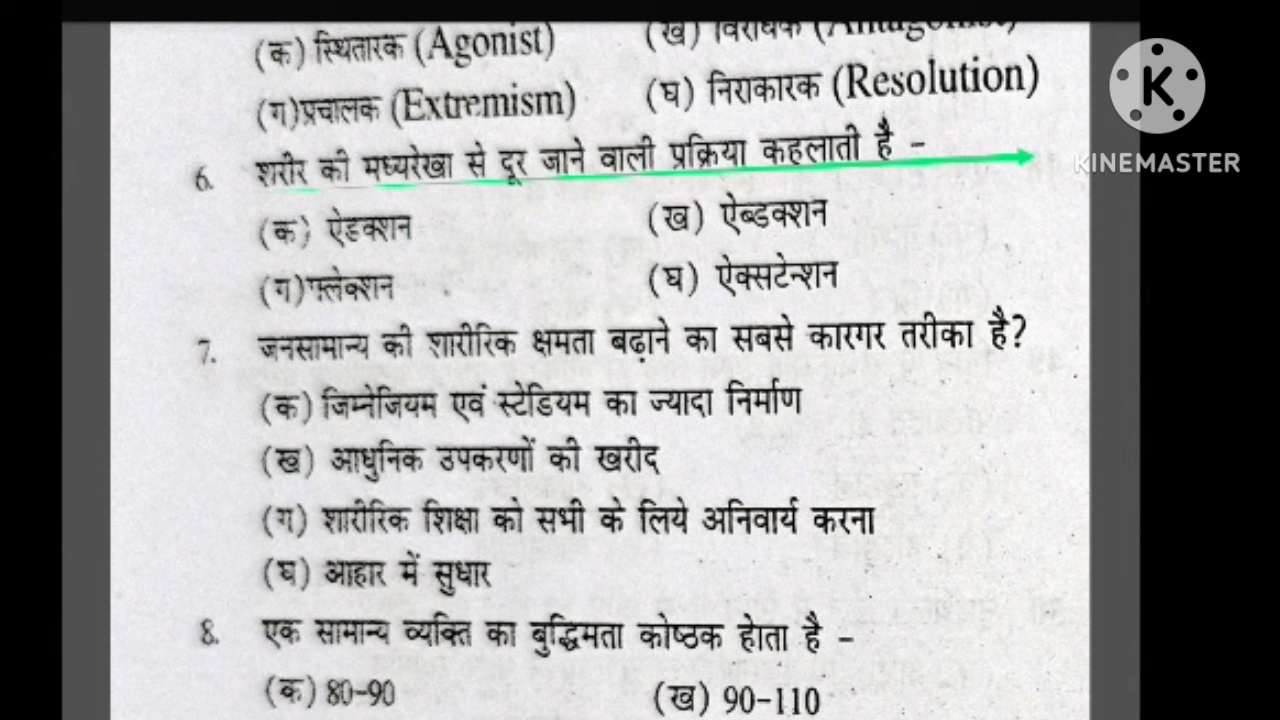 (क) स्थितारक (Agonist) (ख) विरोधक (Antagonist)
(ग)प्रचालक (Extremism) (घ) निराकारक (Resolution)
6. शरीर की मध्यरेखा से दूर जाने वाली प्रक्रिया कहलाती है -
(क) ऐडक्शन (ख) ऐब्डक्शन
(ग)फ्लेक्शन (घ) ऐक्सटेन्शन
7. जनसामान्य की शारीरिक क्षमता बढ़ाने का सबसे कारगर तरीका है?
(क) जिम्नेजियम एवं स्टेडियम का ज्यादा निर्माण
(ख) आधुनिक उपकरणों की खरीद
(ग) शारीरिक शिक्षा को सभी के लिये अनिवार्य करना
(घ) आहार में सुधार
8. एक सामान्य व्यक्ति का बुद्धिमता कोष्ठक होता है -
(क) 80-90 (ख) 90-110
K
KINEMASTER